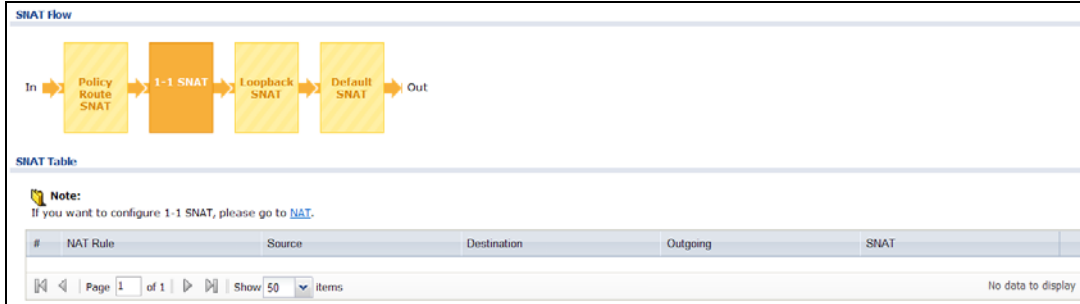 SNAT Flow
In
Policy Route SNAT
1-1 SNAT
Loopback SNAT
Default SNAT
Out
SNAT Table
Note:
If you want to configure 1-1 SNAT, please go to NAT.
# NAT Rule Source Destination Outgoing SNAT
Page 1 of 1 Show 50 items No data to display